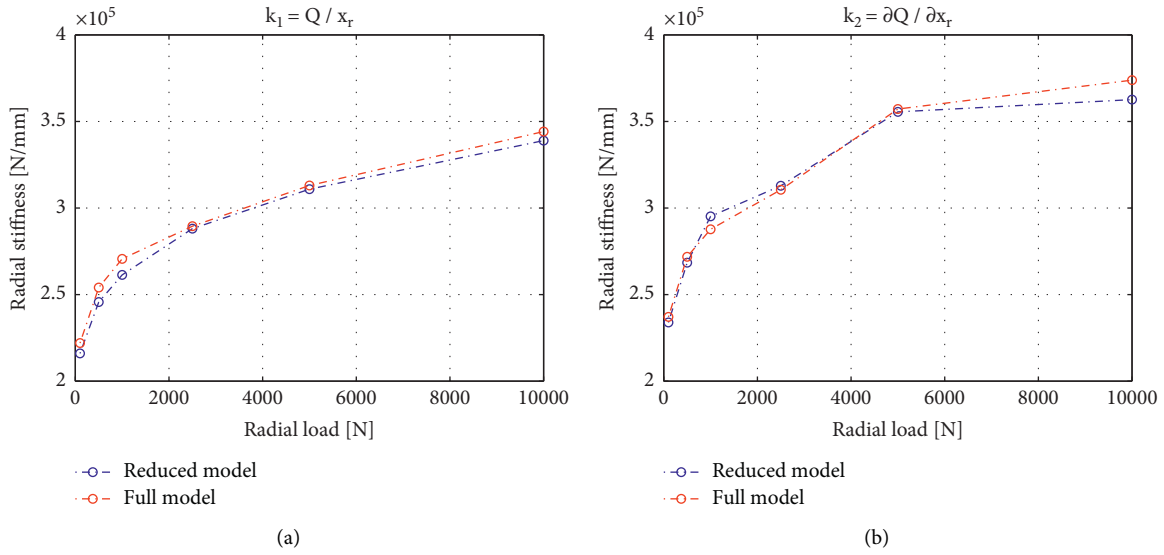 k₁ = Q / xᵣ
×10⁵
4
3.5
3
2.5
2
Radial stiffness [N/mm]
0
2000
4000
6000
8000
10000
Radial load [N]
Reduced model
Full model
(a)
k₂ = ∂Q / ∂xᵣ
×10⁵
4
3.5
3
2.5
2
Radial stiffness [N/mm]
0
2000
4000
6000
8000
10000
Radial load [N]
Reduced model
Full model
(b)